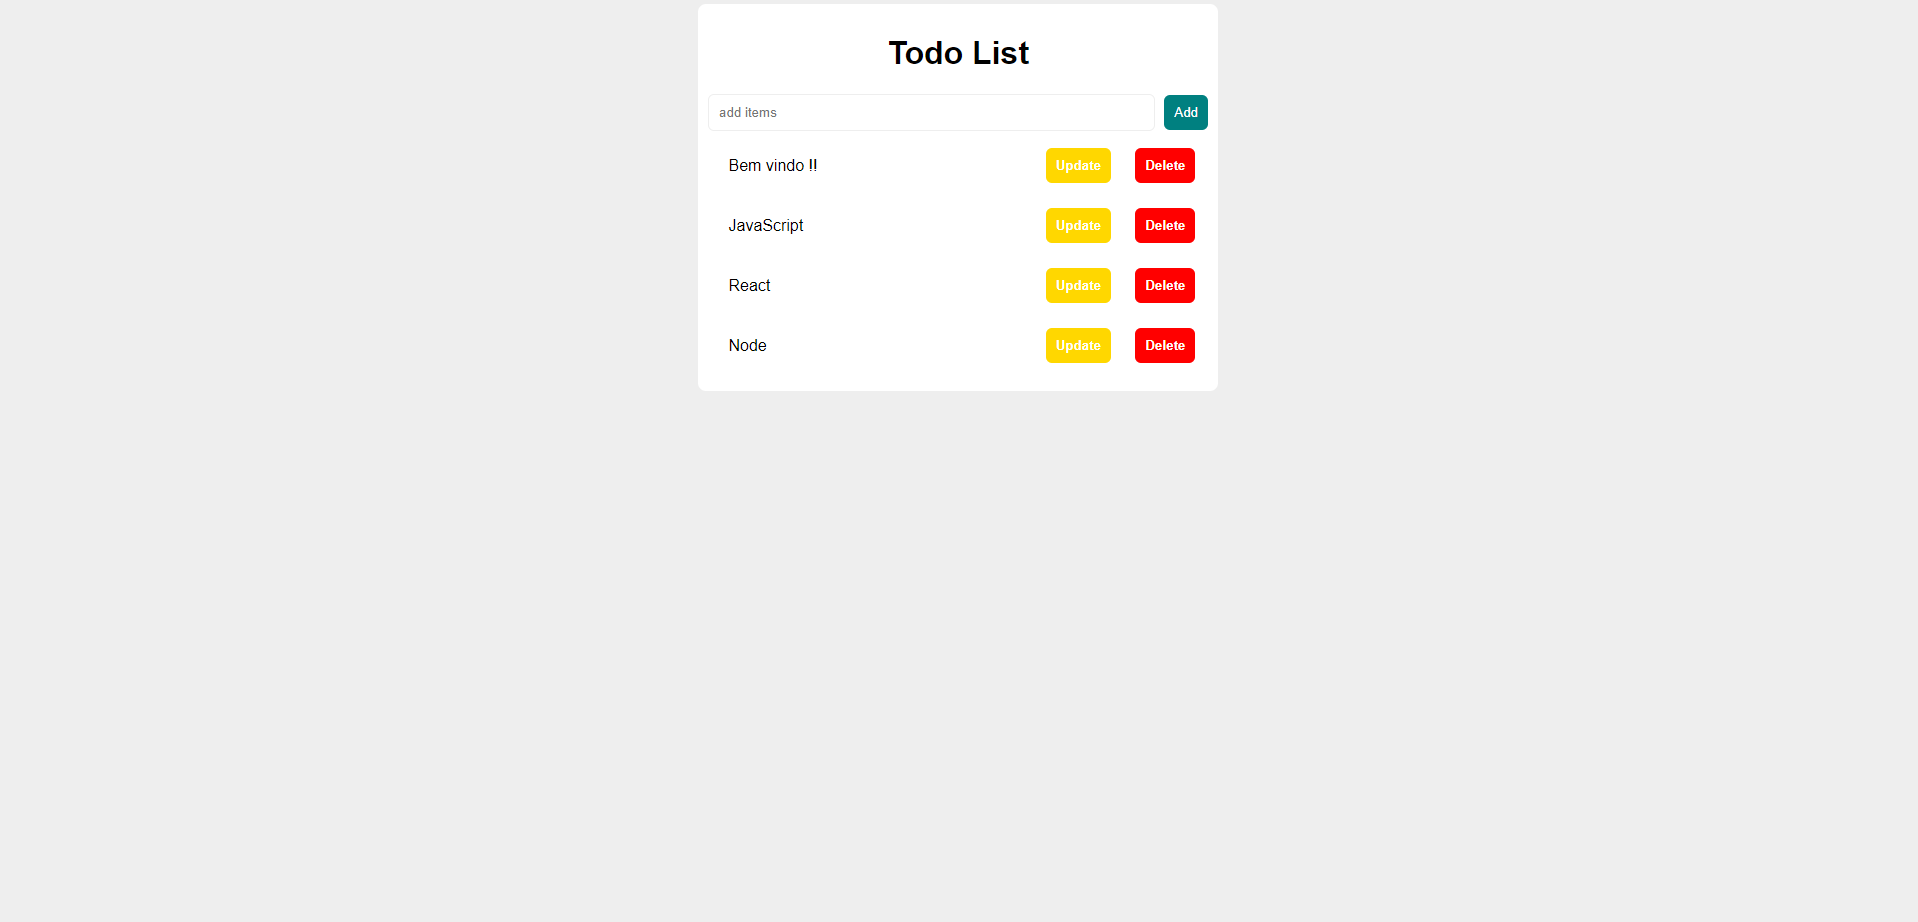 Todo List
add items Add
Bem vindo !! Update Delete
JavaScript Update Delete
React Update Delete
Node Update Delete